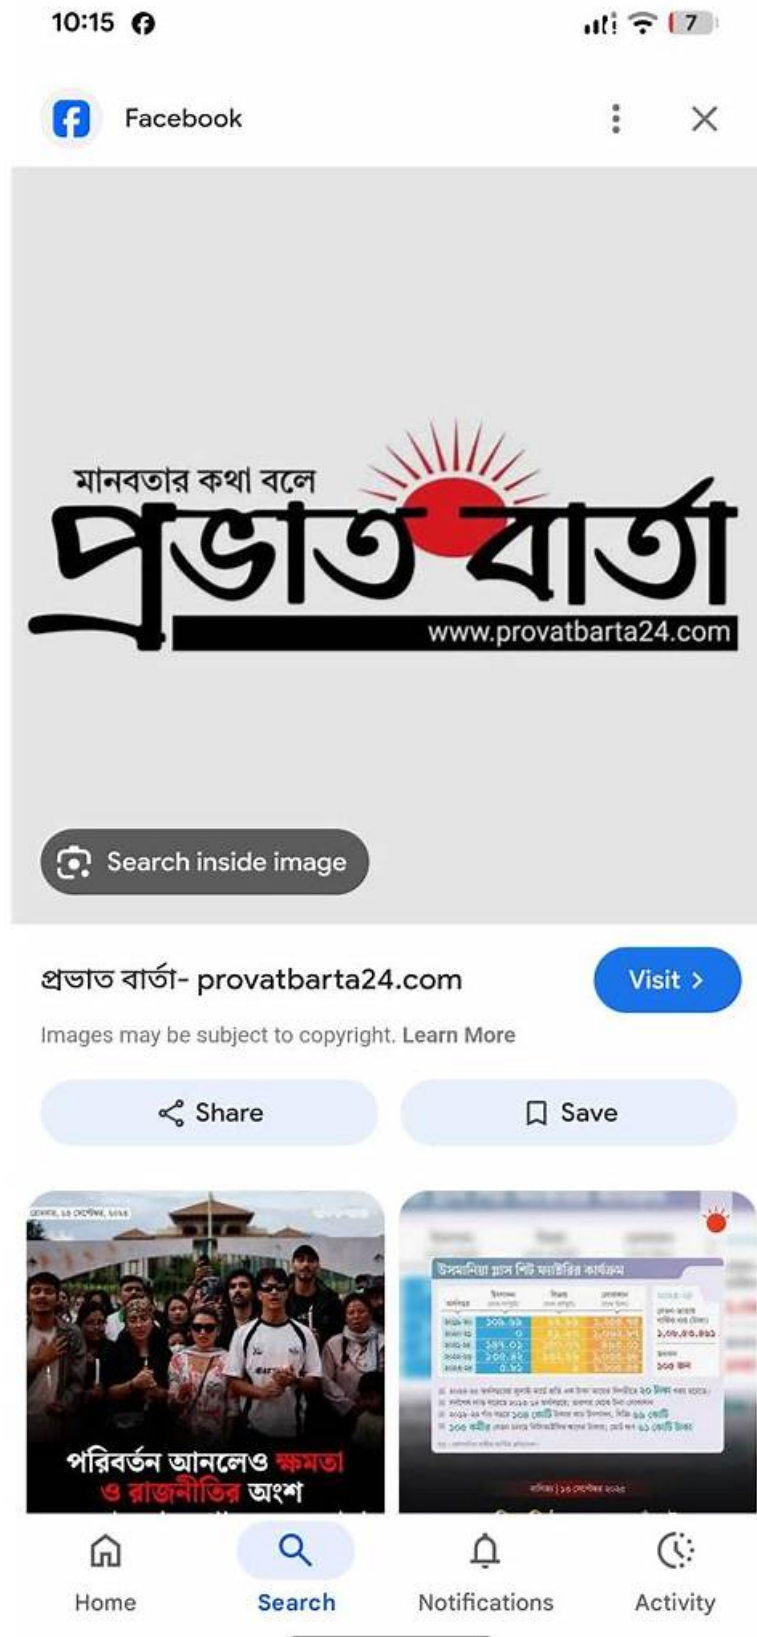 10:15
7
Facebook
মানবতার কথা বলে
প্রভাত বার্তা
www.provatbarta24.com
Search inside image
প্রভাত বার্তা- provatbarta24.com
Visit >
Images may be subject to copyright. Learn More
Share
Save
পরিবর্তন আনলেও ক্ষমতা
ও রাজনীতির অংশ
উসমানিয়া গ্লাস শিট ফ্যাক্টরির কার্যক্রম
১০৫ জন
Home
Search
Notifications
Activity